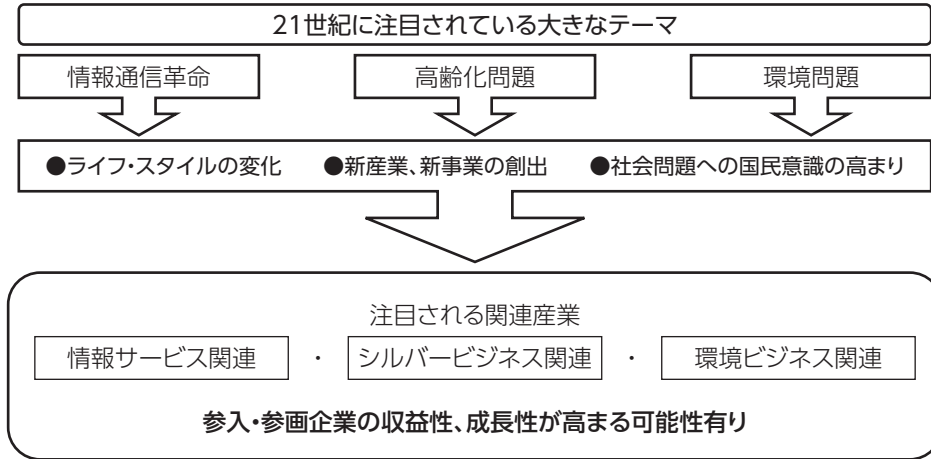 21世紀に注目されている大きなテーマ
情報通信革命 高齢化問題 環境問題
●ライフ・スタイルの変化 ●新産業、新事業の創出 ●社会問題への国民意識の高まり
注目される関連産業
情報サービス関連 ・ シルバービジネス関連 ・ 環境ビジネス関連
参入・参画企業の収益性、成長性が高まる可能性有り